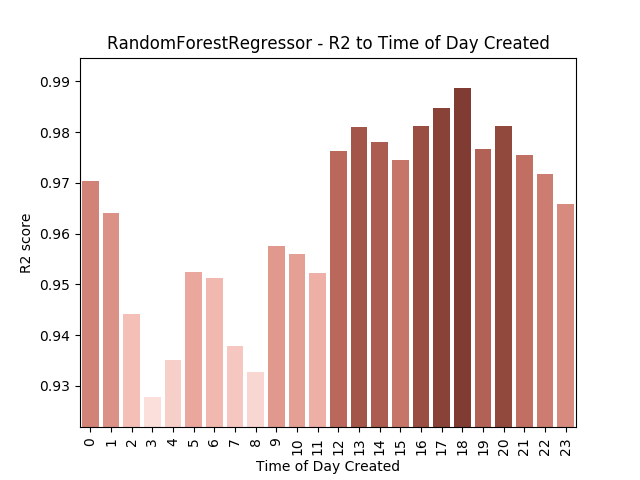 RandomForestRegressor - R2 to Time of Day Created
0.99
0.98
0.97
0.96
0.95
0.94
0.93
R2 score
0 1 2 3 4 5 6 7 8 9 10 11 12 13 14 15 16 17 18 19 20 21 22 23
Time of Day Created